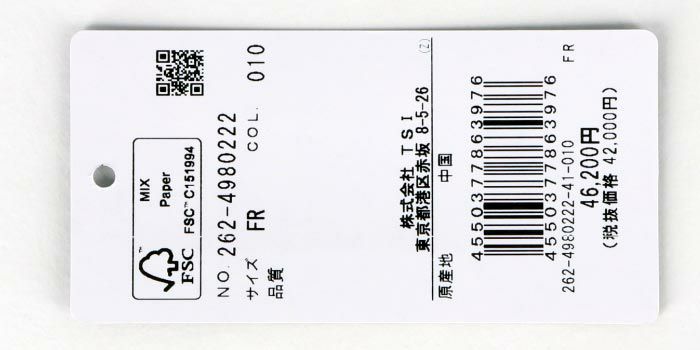 MIX
Paper
FSC™ C151994
FSC
NO. 262-4980222
サイズ FR COL. 010
品質
(Z)
株式会社 TSI
東京都港区赤坂 8-5-26
原産地 中国
4550377863976
4550377863976
262-4980222-41-010 FR
46,200円
(税抜価格 42,000円)